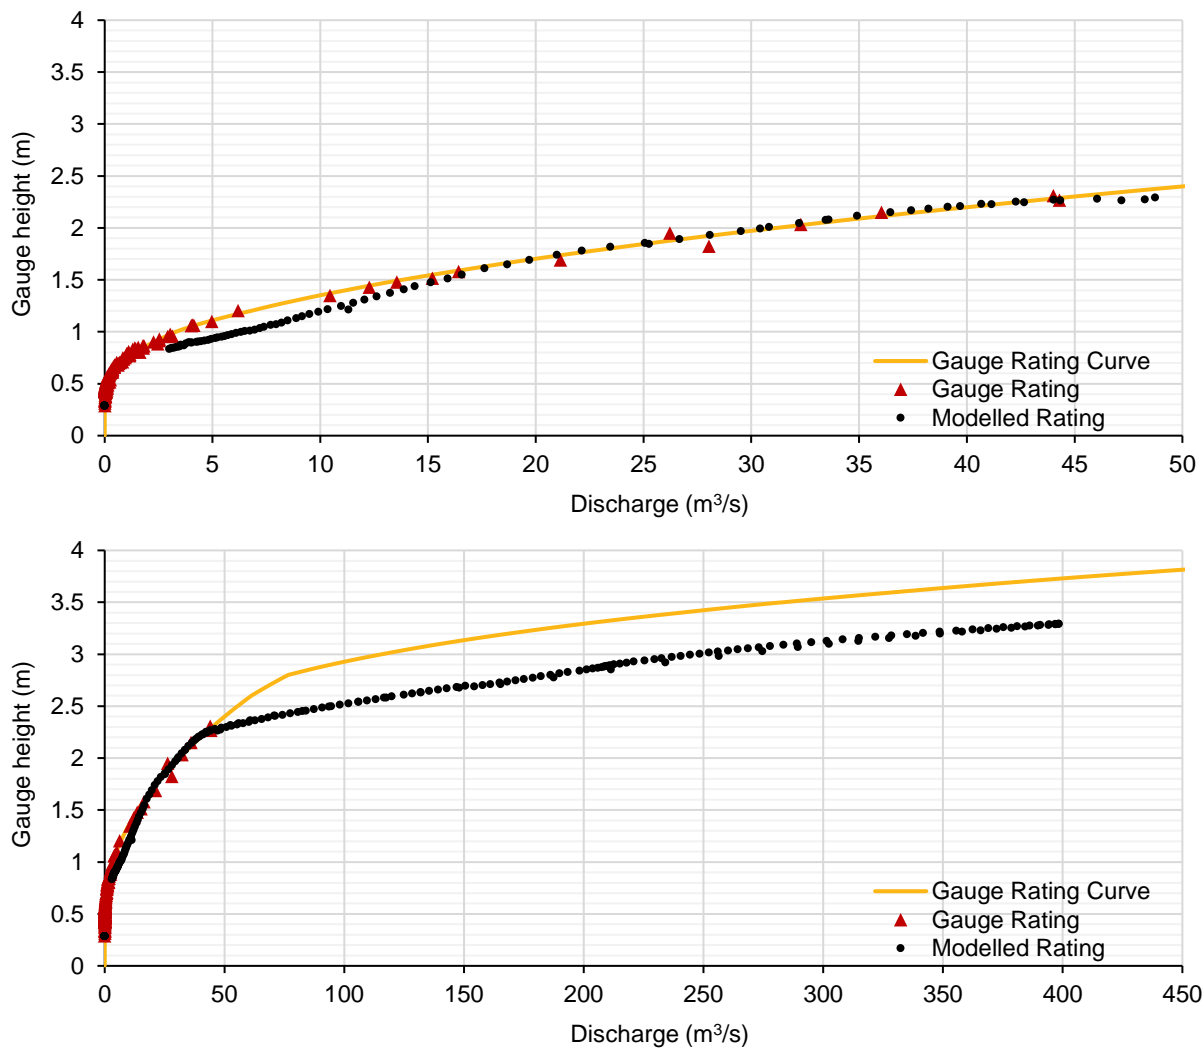 4
3.5
3
2.5
2
1.5
1
0.5
0
Gauge height (m)
Gauge Rating Curve
Gauge Rating
Modelled Rating
0 5 10 15 20 25 30 35 40 45 50
Discharge (m³/s)
4
3.5
3
2.5
2
1.5
1
0.5
0
Gauge height (m)
Gauge Rating Curve
Gauge Rating
Modelled Rating
0 50 100 150 200 250 300 350 400 450
Discharge (m³/s)